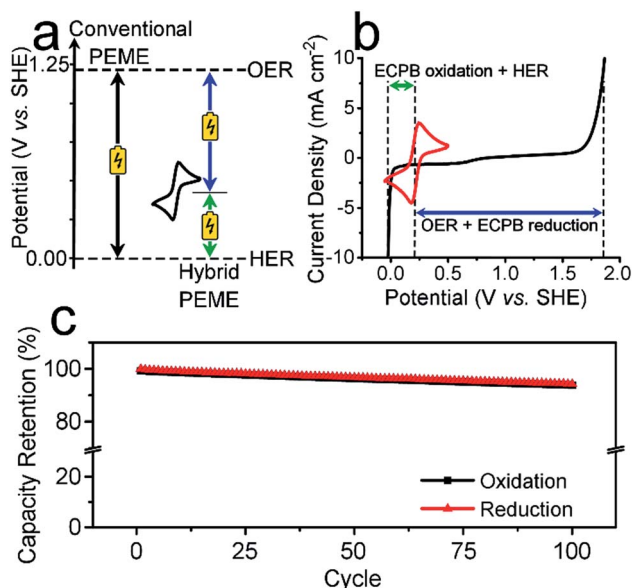 a
Conventional
PEME
1.25
OER
Potential (V vs. SHE)
0.00
HER
Hybrid
PEME
b
10
5
0
-5
-10
Current Density (mA cm-2)
ECPB oxidation + HER
OER + ECPB reduction
0.0 0.5 1.0 1.5 2.0
Potential (V vs. SHE)
c
Capacity Retention (%)
100
80
20
0
Oxidation
Reduction
0 25 50 75 100
Cycle